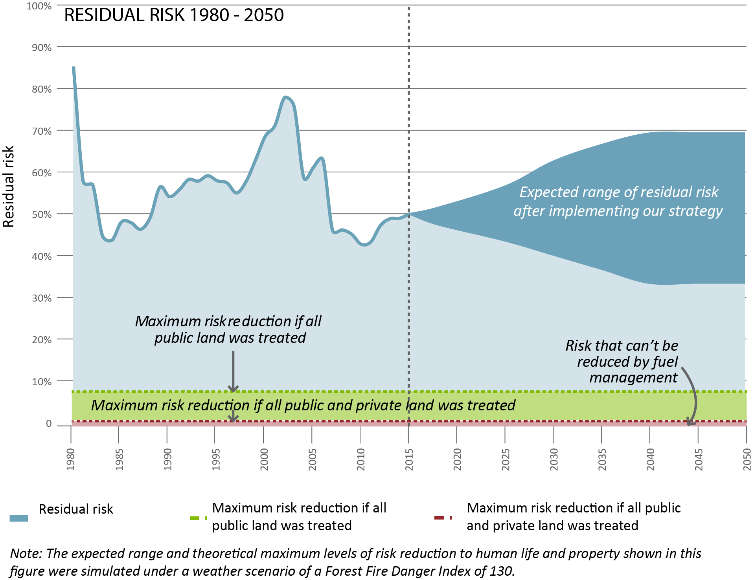 RESIDUAL RISK 1980 - 2050
100%
90%
80%
70%
60%
50%
40%
30%
20%
10%
0
Residual risk
Expected range of residual risk
after implementing our strategy
Maximum risk reduction if all
public land was treated
Risk that can't be
reduced by fuel
management
Maximum risk reduction if all public and private land was treated
1980
1985
1990
1995
2000
2005
2010
2015
2020
2025
2030
2035
2040
2045
2050
Residual risk
Maximum risk reduction if all
public land was treated
Maximum risk reduction if all public
and private land was treated
Note: The expected range and theoretical maximum levels of risk reduction to human life and property shown in this
figure were simulated under a weather scenario of a Forest Fire Danger Index of 130.